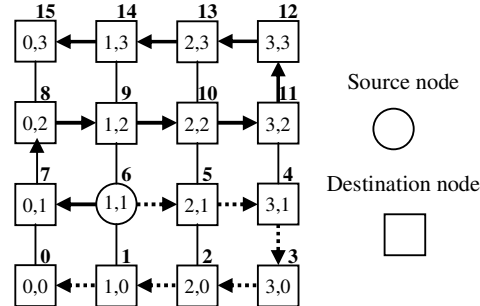 15 14 13 12
0,3 1,3 2,3 3,3
8 9 10 11
0,2 1,2 2,2 3,2
7 6 5 4
0,1 1,1 2,1 3,1
0 1 2 3
0,0 1,0 2,0 3,0
Source node
Destination node